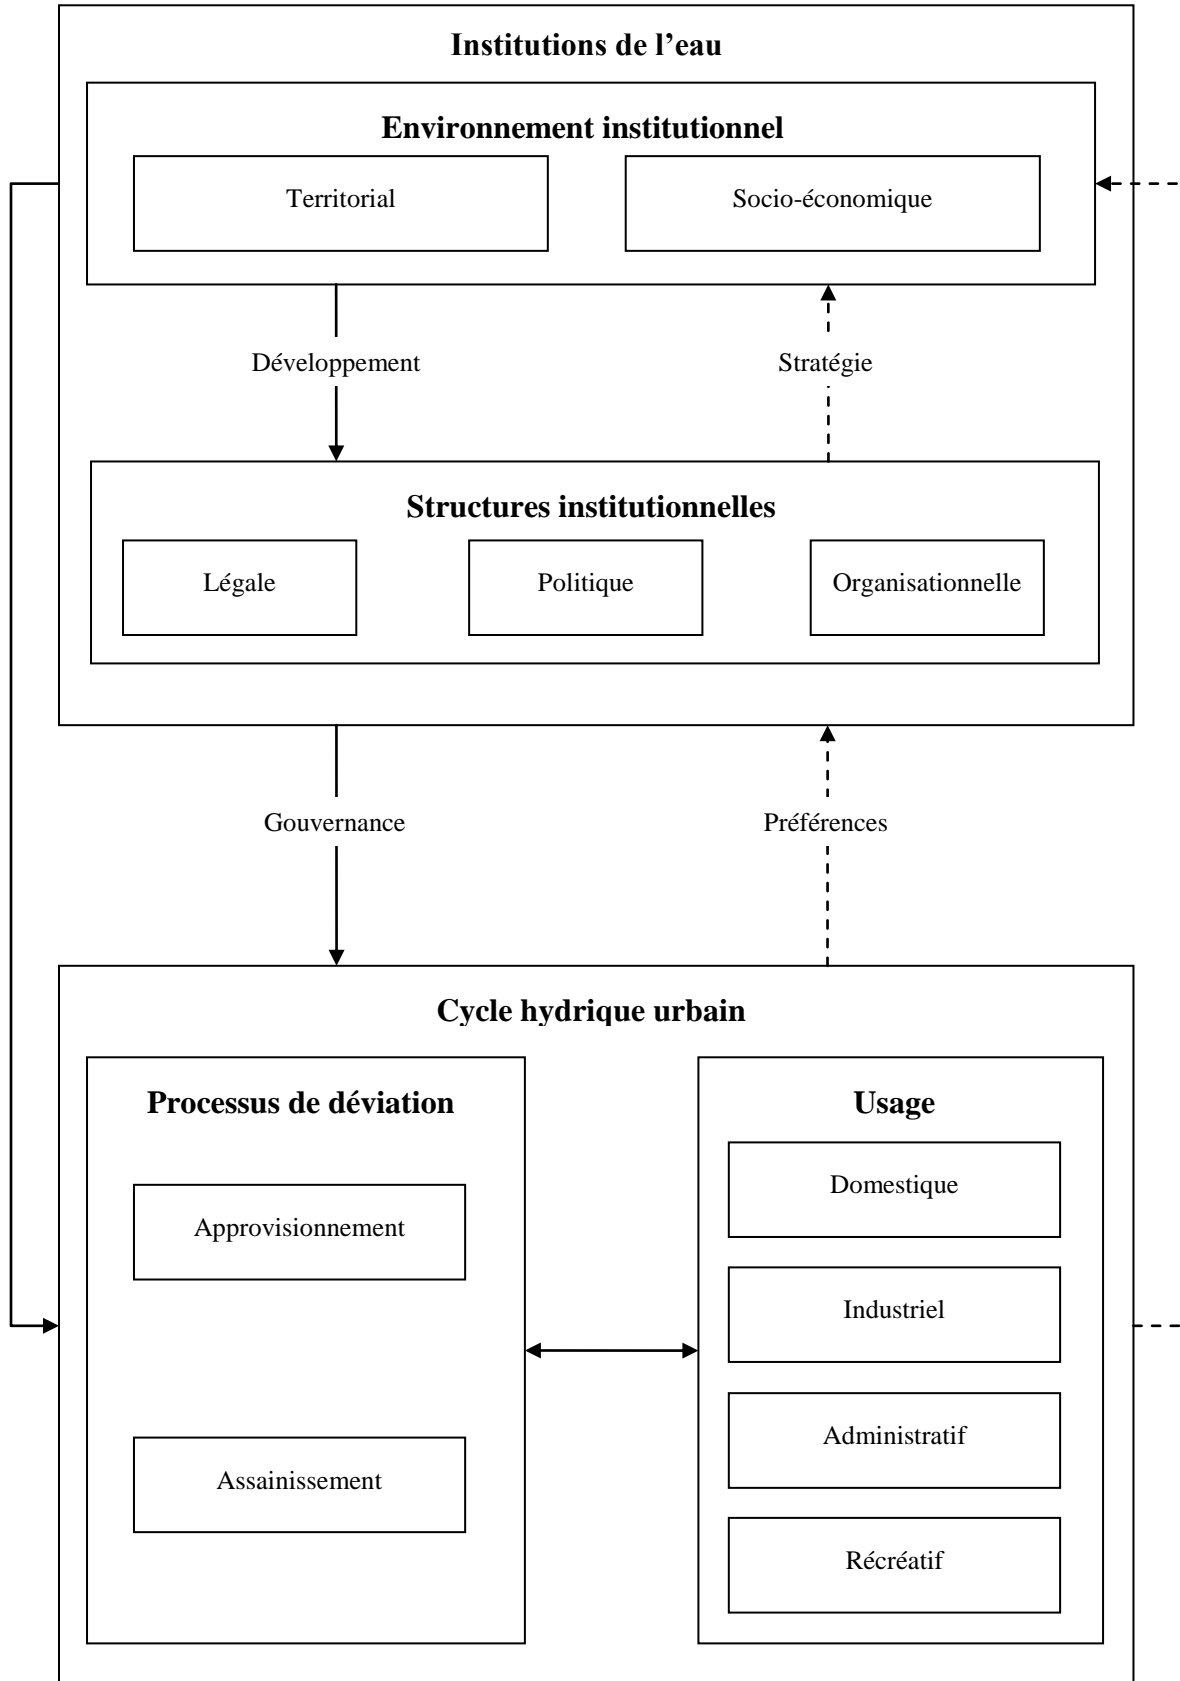 Institutions de l’eau
Environnement institutionnel
Territorial
Socio-économique
Développement
Stratégie
Structures institutionnelles
Légale
Politique
Organisationnelle
Gouvernance
Préférences
Cycle hydrique urbain
Processus de déviation
Usage
Approvisionnement
Assainissement
Domestique
Industriel
Administratif
Récréatif